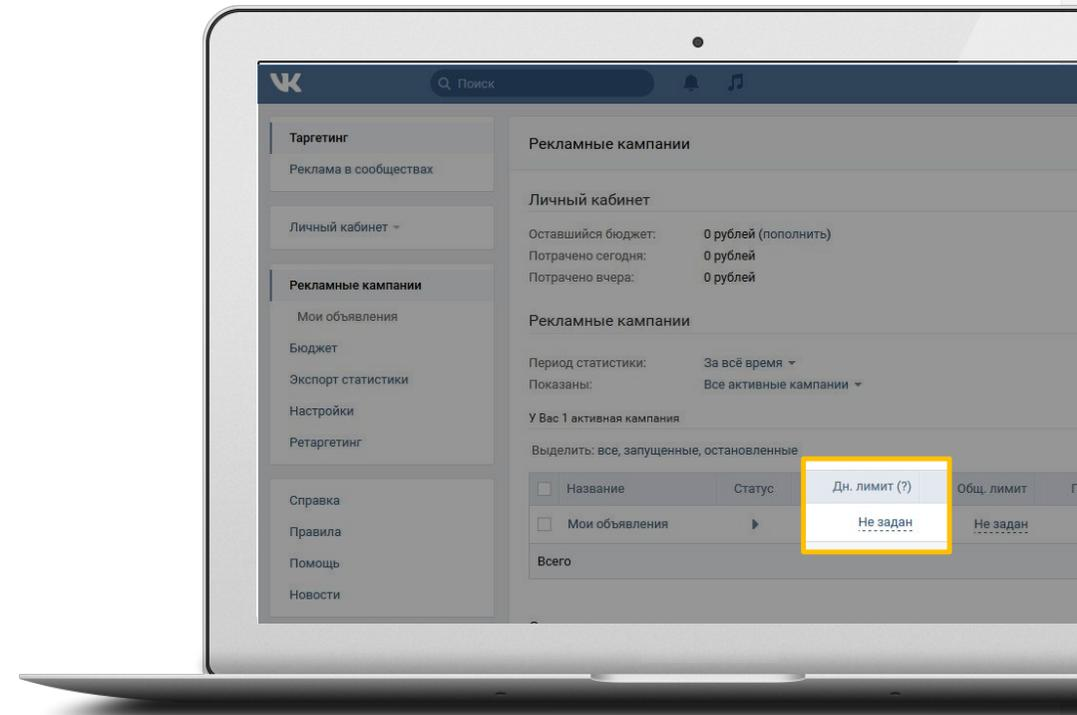 Поиск
Таргетинг
Реклама в сообществах
Личный кабинет
Рекламные кампании
Мои объявления
Бюджет
Экспорт статистики
Настройки
Ретаргетинг
Справка
Правила
Помощь
Новости
Рекламные кампании
Личный кабинет
Оставшийся бюджет: 0 рублей (пополнить)
Потрачено сегодня: 0 рублей
Потрачено вчера: 0 рублей
Рекламные кампании
Период статистики: За всё время
Показаны: Все активные кампании
У Вас 1 активная кампания
Выделить: все, запущенные, остановленные
Название Статус Дн. лимит (?) Общ. лимит
Мои объявления Не задан Не задан
Всего